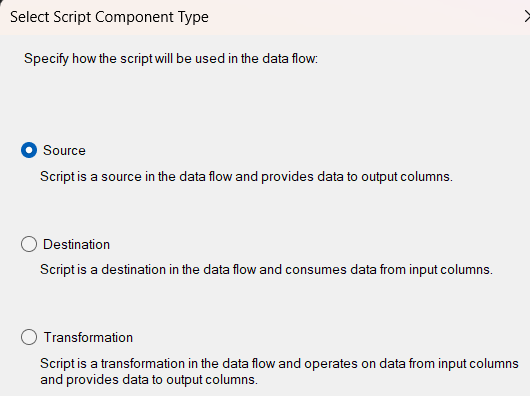 Select Script Component Type
Specify how the script will be used in the data flow:
Source
Script is a source in the data flow and provides data to output columns.
Destination
Script is a destination in the data flow and consumes data from input columns.
Transformation
Script is a transformation in the data flow and operates on data from input columns
and provides data to output columns.